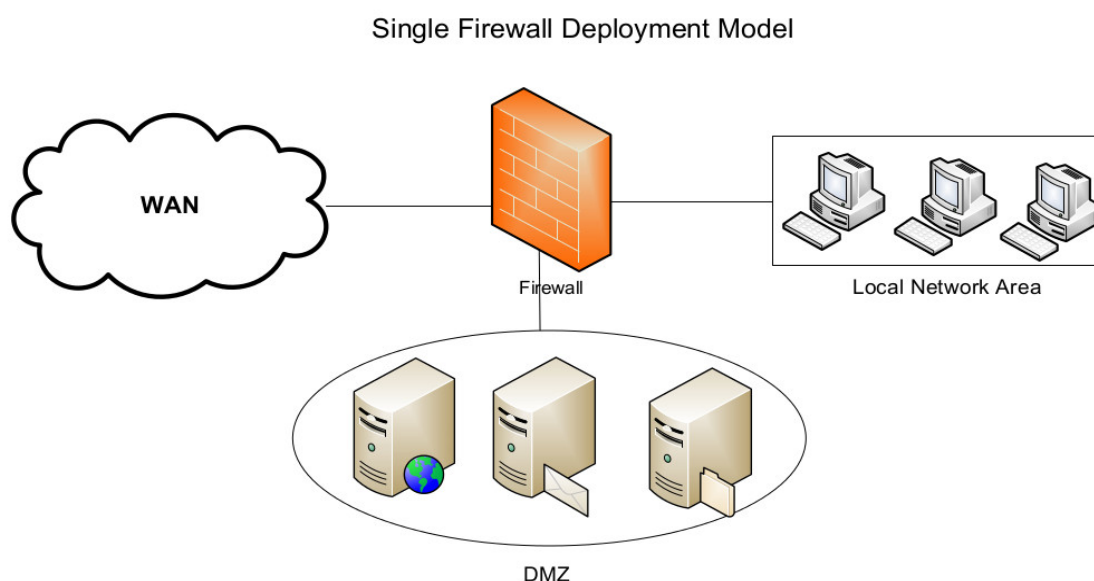 Single Firewall Deployment Model
WAN
Firewall
Local Network Area
DMZ